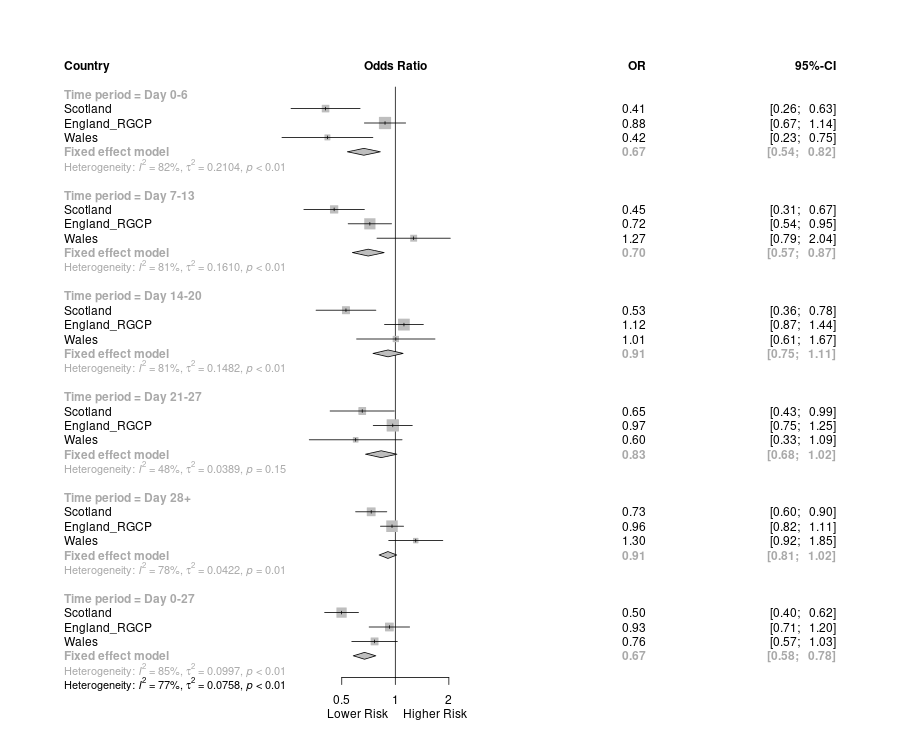 Country Odds Ratio OR 95%-CI
Time period = Day 0-6
Scotland 0.41 [0.26; 0.63]
England_RGCP 0.88 [0.67; 1.14]
Wales 0.42 [0.23; 0.75]
Fixed effect model 0.67 [0.54; 0.82]
Heterogeneity: I² = 82%, τ² = 0.2104, p < 0.01
Time period = Day 7-13
Scotland 0.45 [0.31; 0.67]
England_RGCP 0.72 [0.54; 0.95]
Wales 1.27 [0.79; 2.04]
Fixed effect model 0.70 [0.57; 0.87]
Heterogeneity: I² = 81%, τ² = 0.1610, p < 0.01
Time period = Day 14-20
Scotland 0.53 [0.36; 0.78]
England_RGCP 1.12 [0.87; 1.44]
Wales 1.01 [0.61; 1.67]
Fixed effect model 0.91 [0.75; 1.11]
Heterogeneity: I² = 81%, τ² = 0.1482, p < 0.01
Time period = Day 21-27
Scotland 0.65 [0.43; 0.99]
England_RGCP 0.97 [0.75; 1.25]
Wales 0.60 [0.33; 1.09]
Fixed effect model 0.83 [0.68; 1.02]
Heterogeneity: I² = 48%, τ² = 0.0389, p = 0.15
Time period = Day 28+
Scotland 0.73 [0.60; 0.90]
England_RGCP 0.96 [0.82; 1.11]
Wales 1.30 [0.92; 1.85]
Fixed effect model 0.91 [0.81; 1.02]
Heterogeneity: I² = 78%, τ² = 0.0422, p = 0.01
Time period = Day 0-27
Scotland 0.50 [0.40; 0.62]
England_RGCP 0.93 [0.71; 1.20]
Wales 0.76 [0.57; 1.03]
Fixed effect model 0.67 [0.58; 0.78]
Heterogeneity: I² = 85%, τ² = 0.0997, p < 0.01
Heterogeneity: I² = 77%, τ² = 0.0758, p < 0.01
0.5 1 2
Lower Risk Higher Risk